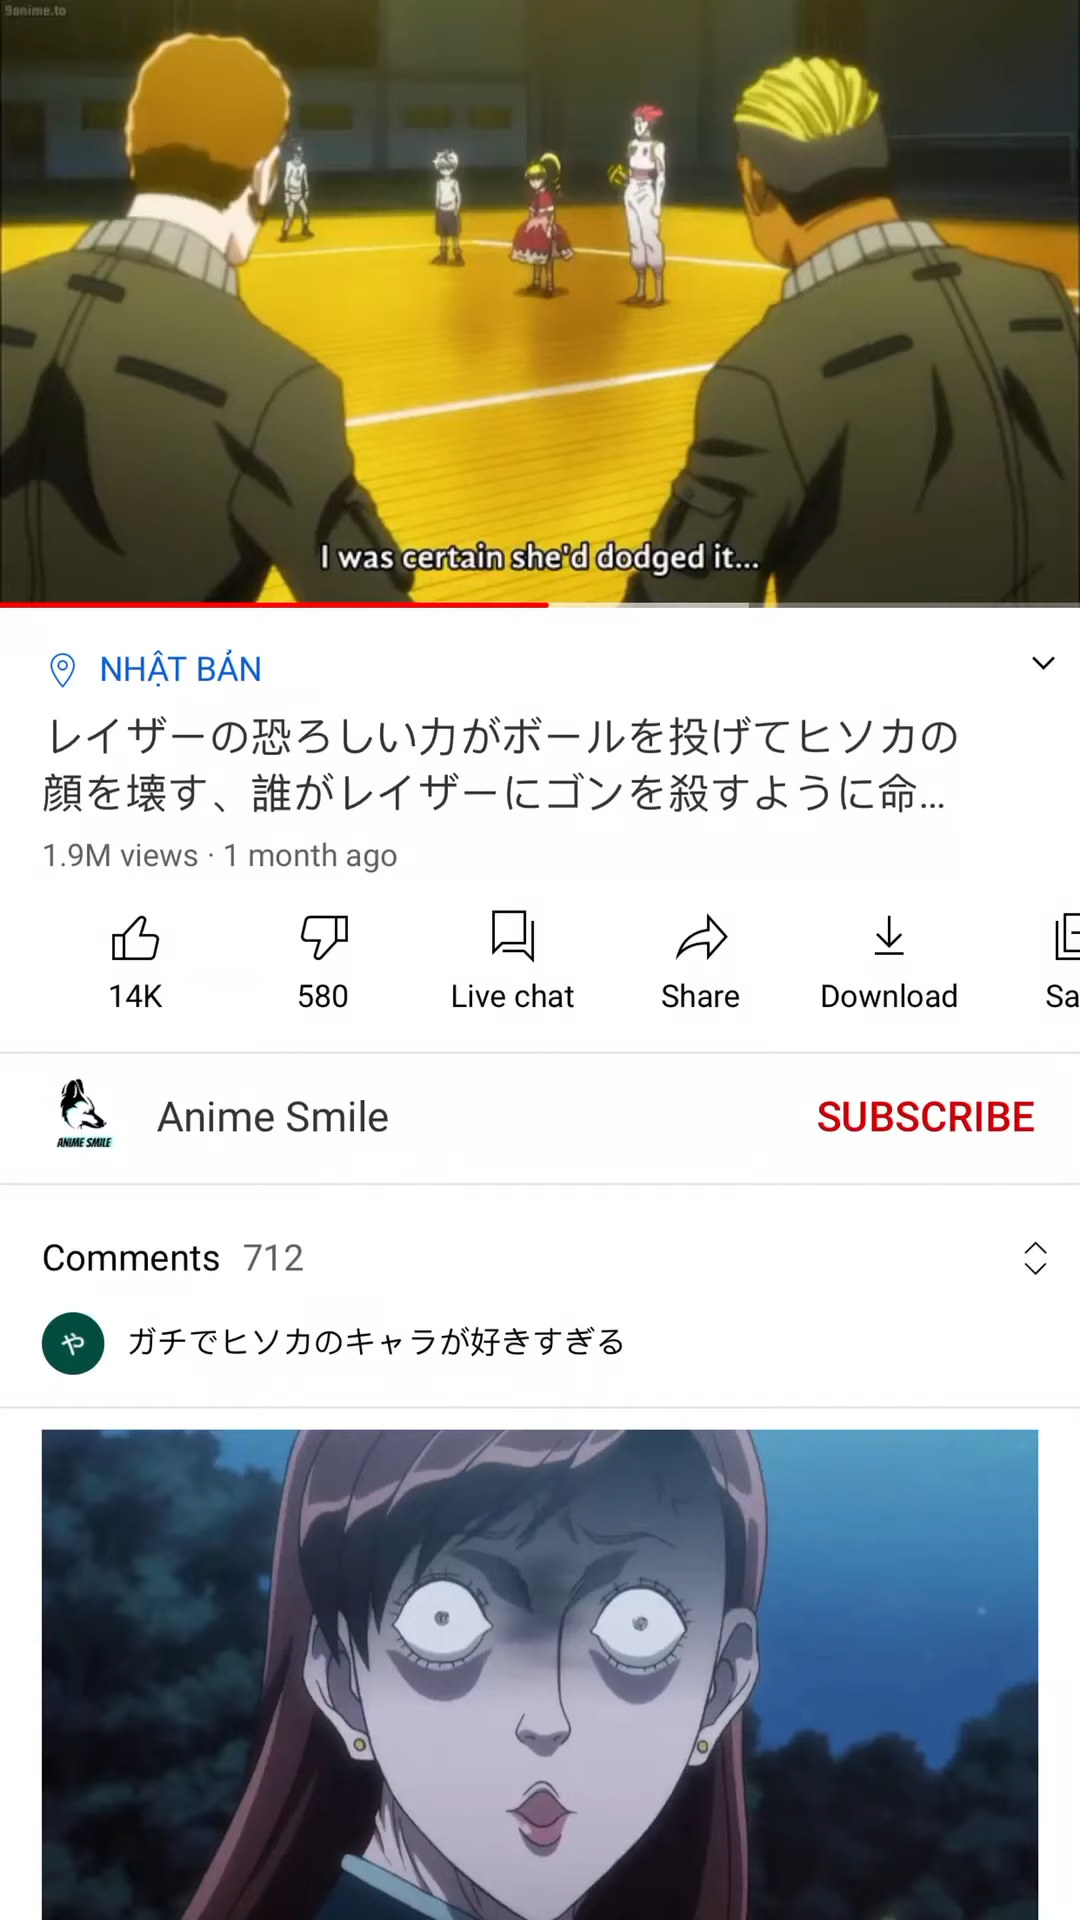 9anime.to
I was certain she'd dodged it...
NHẬT BẢN
レイザーの恐ろしい力がボールを投げてヒソカの
顔を壊す、誰がレイザーにゴンを殺すように命...
1.9M views · 1 month ago
14K
580
Live chat
Share
Download
Sa
ANIME SMILE
Anime Smile
SUBSCRIBE
Comments 712
や
ガチでヒソカのキャラが好きすぎる